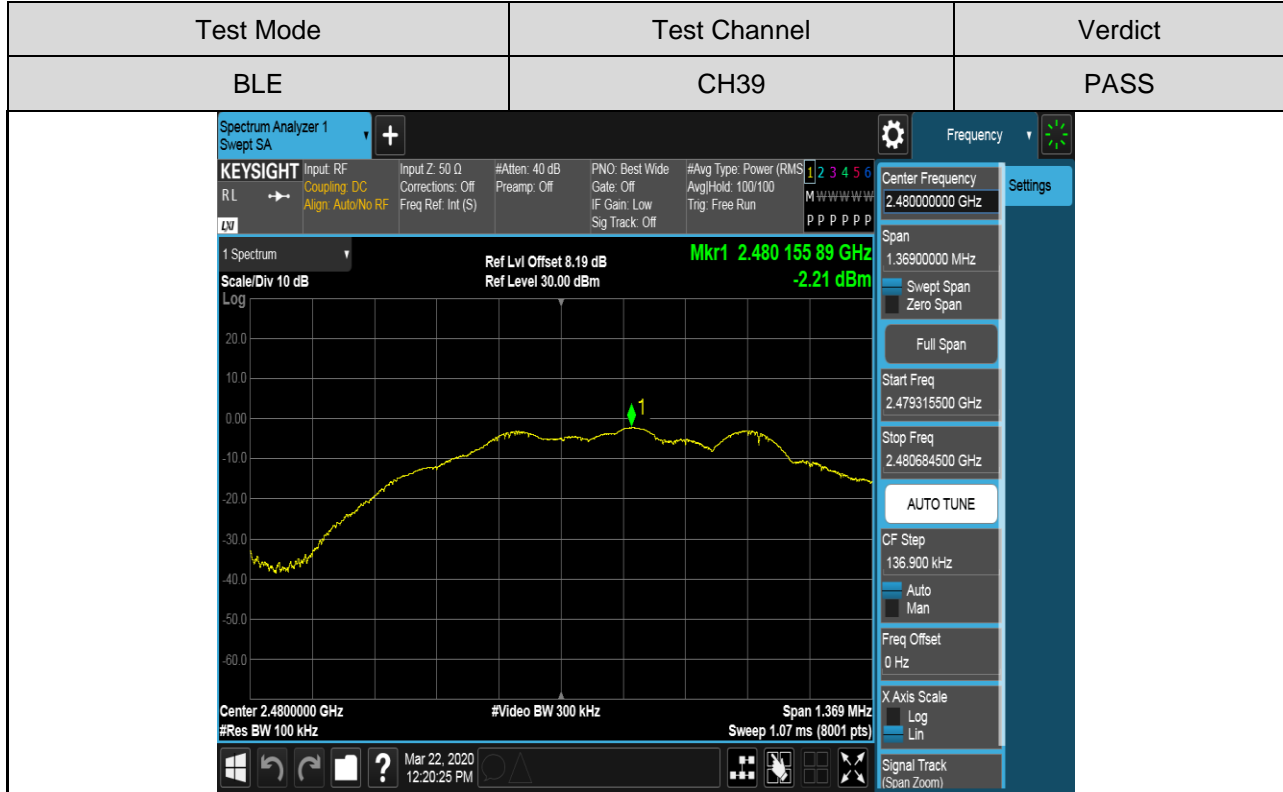 Test Mode Test Channel Verdict
BLE CH39 PASS
Spectrum Analyzer 1
Swept SA
+
Frequency
KEYSIGHT
R L
LXI
Input: RF
Coupling: DC
Align: Auto/No RF
Input Z: 50 Ω
Corrections: Off
Freq Ref: Int (S)
#Atten: 40 dB
Preamp: Off
PNO: Best Wide
Gate: Off
IF Gain: Low
Sig Track: Off
#Avg Type: Power (RMS
Avg|Hold: 100/100
Trig: Free Run
1 2 3 4 5 6
M W W W W W
P P P P P P
1 Spectrum
Scale/Div 10 dB
Log
Ref Lvl Offset 8.19 dB
Ref Level 30.00 dBm
Mkr1 2.480 155 89 GHz
-2.21 dBm
20.0
10.0
0.00
-10.0
-20.0
-30.0
-40.0
-50.0
-60.0
1
Center 2.4800000 GHz
#Res BW 100 kHz
#Video BW 300 kHz
Span 1.369 MHz
Sweep 1.07 ms (8001 pts)
Center Frequency
2.480000000 GHz
Settings
Span
1.36900000 MHz
Swept Span
Zero Span
Full Span
Start Freq
2.479315500 GHz
Stop Freq
2.480684500 GHz
AUTO TUNE
CF Step
136.900 kHz
Auto
Man
Freq Offset
0 Hz
X Axis Scale
Log
Lin
Signal Track
(Span Zoom)
?
Mar 22, 2020
12:20:25 PM